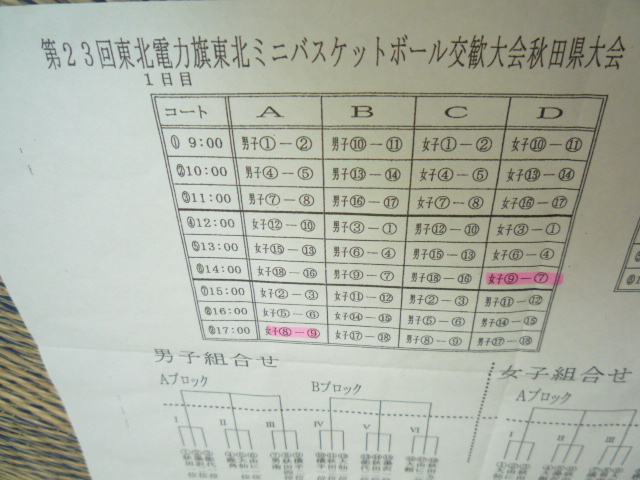 第23回東北電力旗東北ミニバスケットボール交歓大会秋田県大会
1日目
コート A B C D
① 9:00 男子①－② 男子⑩－⑪ 女子①－② 女子⑩－⑪
②10:00 男子④－⑤ 男子⑬－⑭ 女子④－⑤ 女子⑬－⑭
③11:00 男子⑦－⑧ 男子⑯－⑰ 女子⑦－⑧ 女子⑯－⑰
④12:00 女子⑫－⑩ 男子③－① 男子⑫－⑩ 女子③－①
⑤13:00 女子⑮－⑬ 男子⑥－④ 男子⑮－⑬ 女子⑥－④
⑥14:00 女子⑱－⑯ 男子⑨－⑦ 男子⑱－⑯ 女子⑨－⑦
⑦15:00 女子②－③ 女子⑪－⑫ 男子②－③ 男子⑪－⑫
⑧16:00 女子⑤－⑥ 女子⑭－⑮ 男子⑤－⑥ 男子⑭－⑮
⑨17:00 女子⑧－⑨ 女子⑰－⑱ 男子⑧－⑨ 男子⑰－⑱
男子組合せ 女子組合せ
Aブロック Bブロック Aブロック
I II III IV V VI I II III